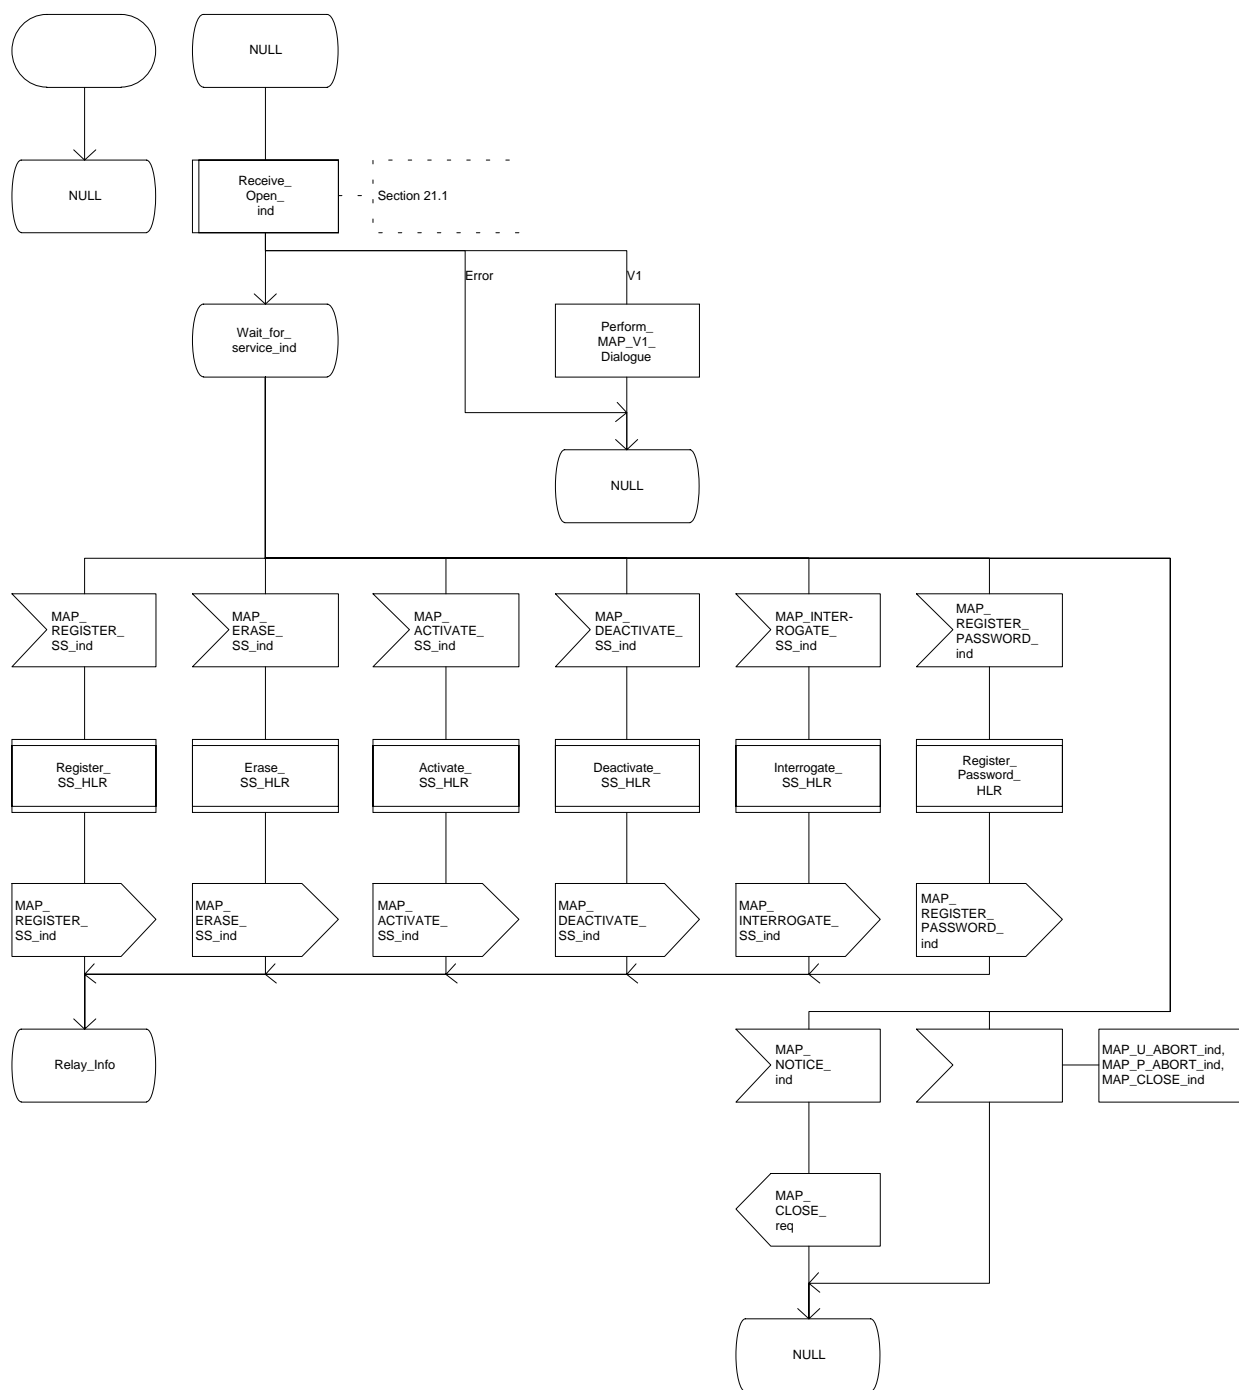 NULL
NULL
Receive_
Open_
ind
Section 21.1
Error
V1
Wait_for_
service_ind
Perform_
MAP_V1_
Dialogue
NULL
MAP_
REGISTER_
SS_ind
MAP_
ERASE_
SS_ind
MAP_
ACTIVATE_
SS_ind
MAP_
DEACTIVATE_
SS_ind
MAP_INTER-
ROGATE_
SS_ind
MAP_
REGISTER_
PASSWORD_
ind
Register_
SS_HLR
Erase_
SS_HLR
Activate_
SS_HLR
Deactivate_
SS_HLR
Interrogate_
SS_HLR
Register_
Password_
HLR
MAP_
REGISTER_
SS_ind
MAP_
ERASE_
SS_ind
MAP_
ACTIVATE_
SS_ind
MAP_
DEACTIVATE_
SS_ind
MAP_
INTERROGATE_
SS_ind
MAP_
REGISTER_
PASSWORD_
ind
Relay_Info
MAP_
NOTICE_
ind
MAP_U_ABORT_ind,
MAP_P_ABORT_ind,
MAP_CLOSE_ind
MAP_
CLOSE_
req
NULL